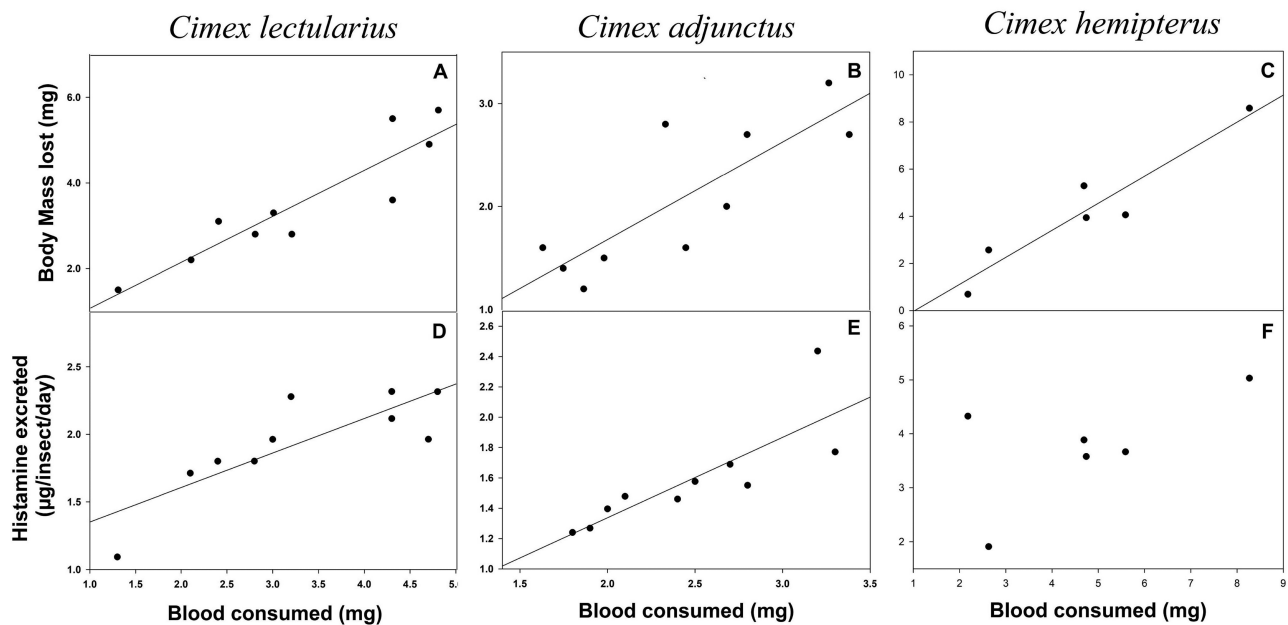 Cimex lectularius Cimex adjunctus Cimex hemipterus
A
B
C
Body Mass lost (mg)
6.0
4.0
2.0
3.0
2.0
1.0
10
8
6
4
2
0
D
E
F
Histamine excreted
(µg/insect/day)
2.5
2.0
1.5
1.0
2.6
2.4
2.2
2.0
1.8
1.6
1.4
1.2
1.0
6
5
4
3
2
1.0 1.5 2.0 2.5 3.0 3.5 4.0 4.5 5.0
1.5 2.0 2.5 3.0 3.5
1 2 3 4 5 6 7 8 9
Blood consumed (mg) Blood consumed (mg) Blood consumed (mg)